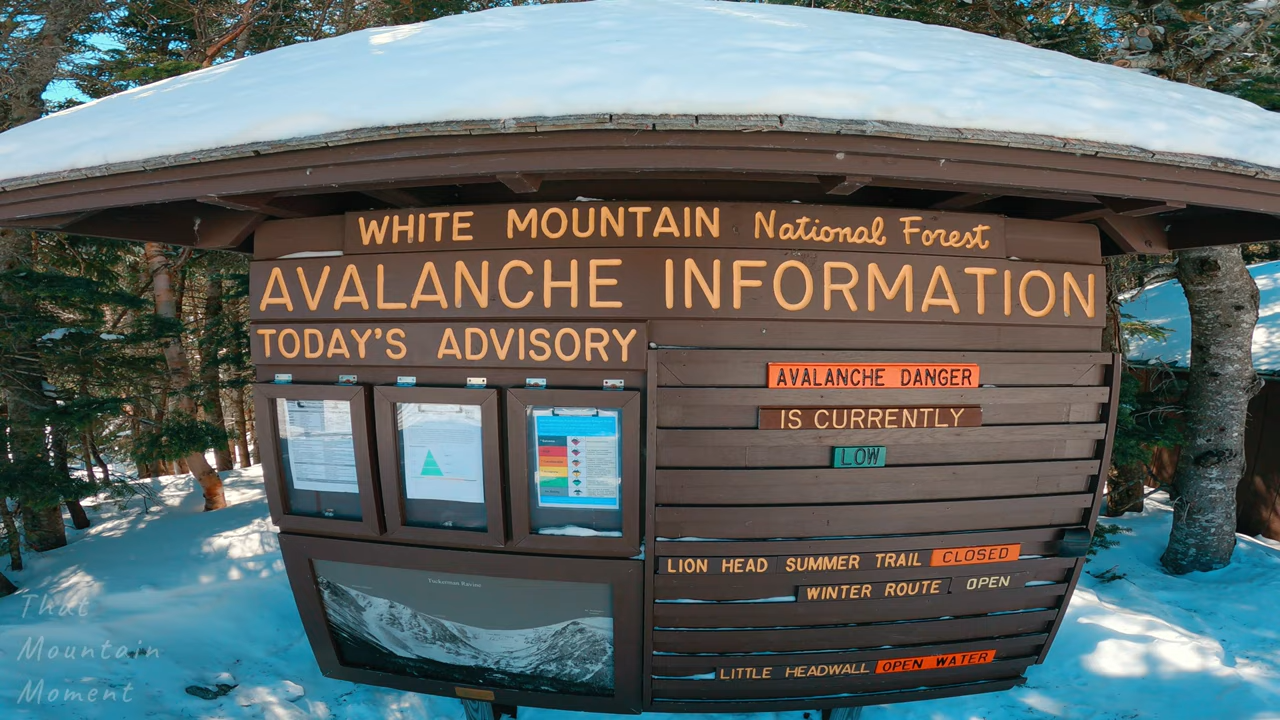 WHITE MOUNTAIN National Forest
AVALANCHE INFORMATION
TODAY'S ADVISORY
AVALANCHE DANGER
IS CURRENTLY
LOW
LION HEAD SUMMER TRAIL CLOSED
WINTER ROUTE OPEN
LITTLE HEADWALL OPEN WATER
Tuckerman Ravine
That
Mountain
Moment